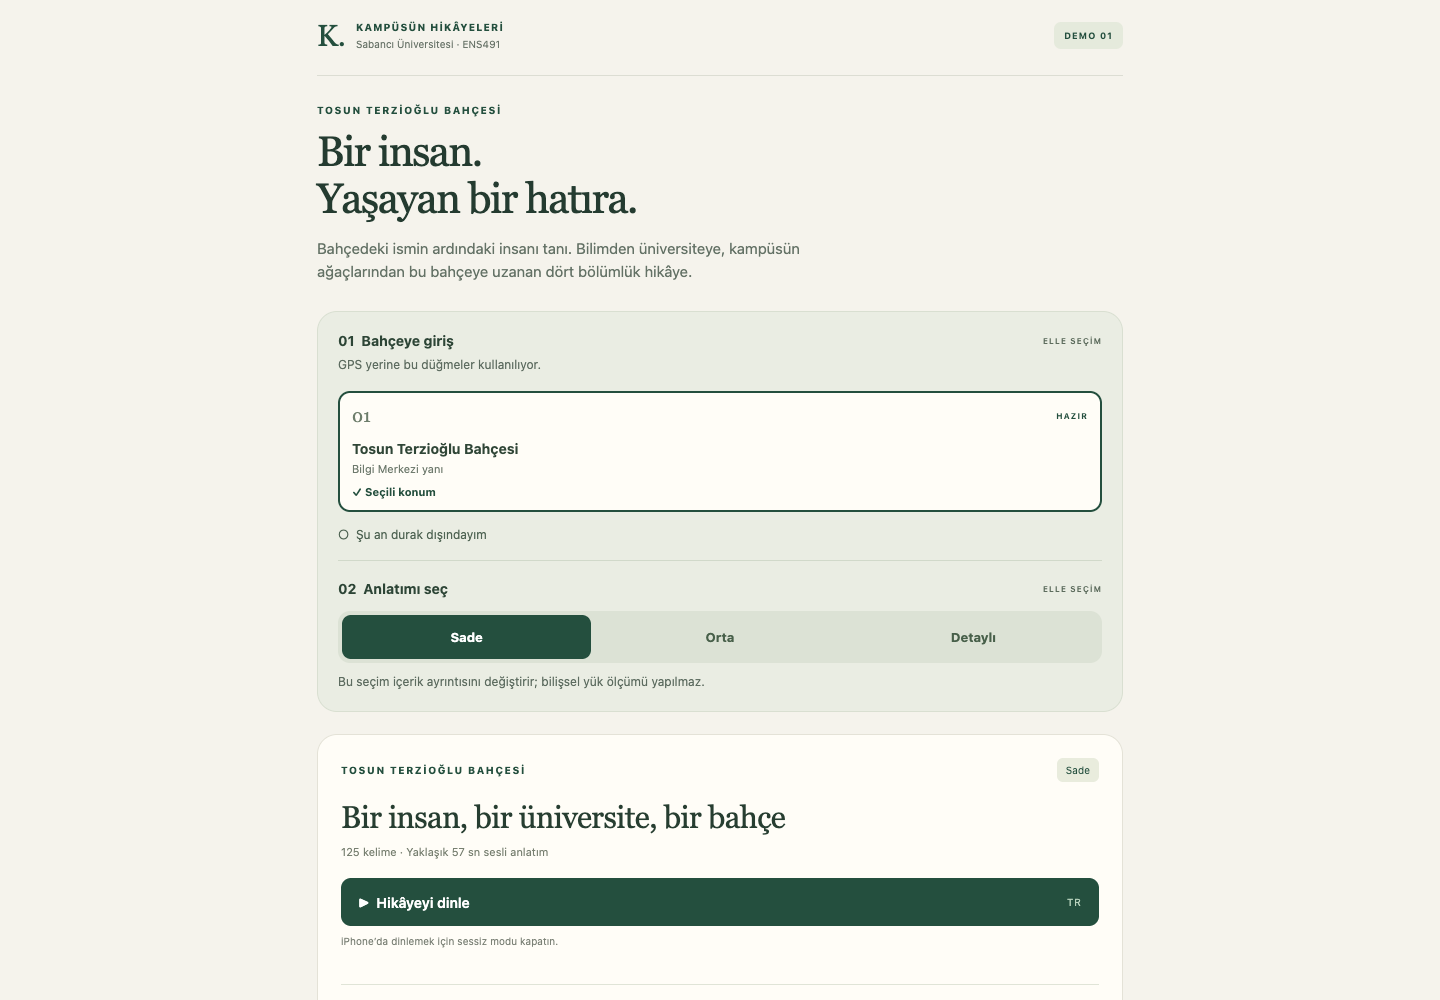 K.
KAMPÜSÜN HİKÂYELERİ
Sabancı Üniversitesi · ENS491
DEMO 01
TOSUN TERZİOĞLU BAHÇESİ
Bir insan.
Yaşayan bir hatıra.
Bahçedeki ismin ardındaki insanı tanı. Bilimden üniversiteye, kampüsün
ağaçlarından bu bahçeye uzanan dört bölümlük hikâye.
01 Bahçeye giriş
ELLE SEÇİM
GPS yerine bu düğmeler kullanılıyor.
01
HAZIR
Tosun Terzioğlu Bahçesi
Bilgi Merkezi yanı
✓ Seçili konum
Şu an durak dışındayım
02 Anlatımı seç
ELLE SEÇİM
Sade
Orta
Detaylı
Bu seçim içerik ayrıntısını değiştirir; bilişsel yük ölçümü yapılmaz.
TOSUN TERZİOĞLU BAHÇESİ
Sade
Bir insan, bir üniversite, bir bahçe
125 kelime · Yaklaşık 57 sn sesli anlatım
▶ Hikâyeyi dinle
TR
iPhone'da dinlemek için sessiz modu kapatın.